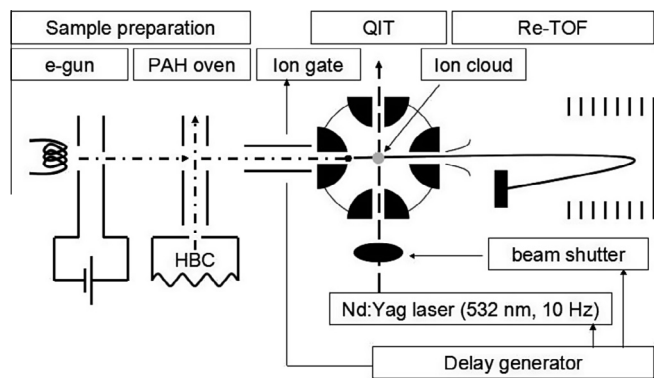 Sample preparation
QIT
Re-TOF
e-gun
PAH oven
Ion gate
Ion cloud
HBC
beam shutter
Nd:Yag laser (532 nm, 10 Hz)
Delay generator